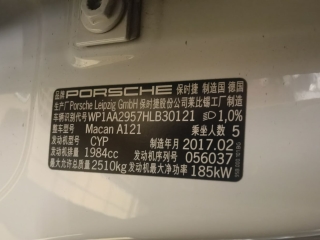 品牌 PORSCHE 保时捷 制造国 德国
生产厂 Porsche Leipzig GmbH 保时捷股份公司莱比锡工厂制造
车辆识别代号 WP1AA2957HLB30121 1,0%
整车型号 Macan A121 乘坐人数 5
发动机型号 CYP 制造年月 2017.02
发动机排量 1984cc 发动机号 056037
最大允许总质量 2510kg 发动机最大净功率 185kW